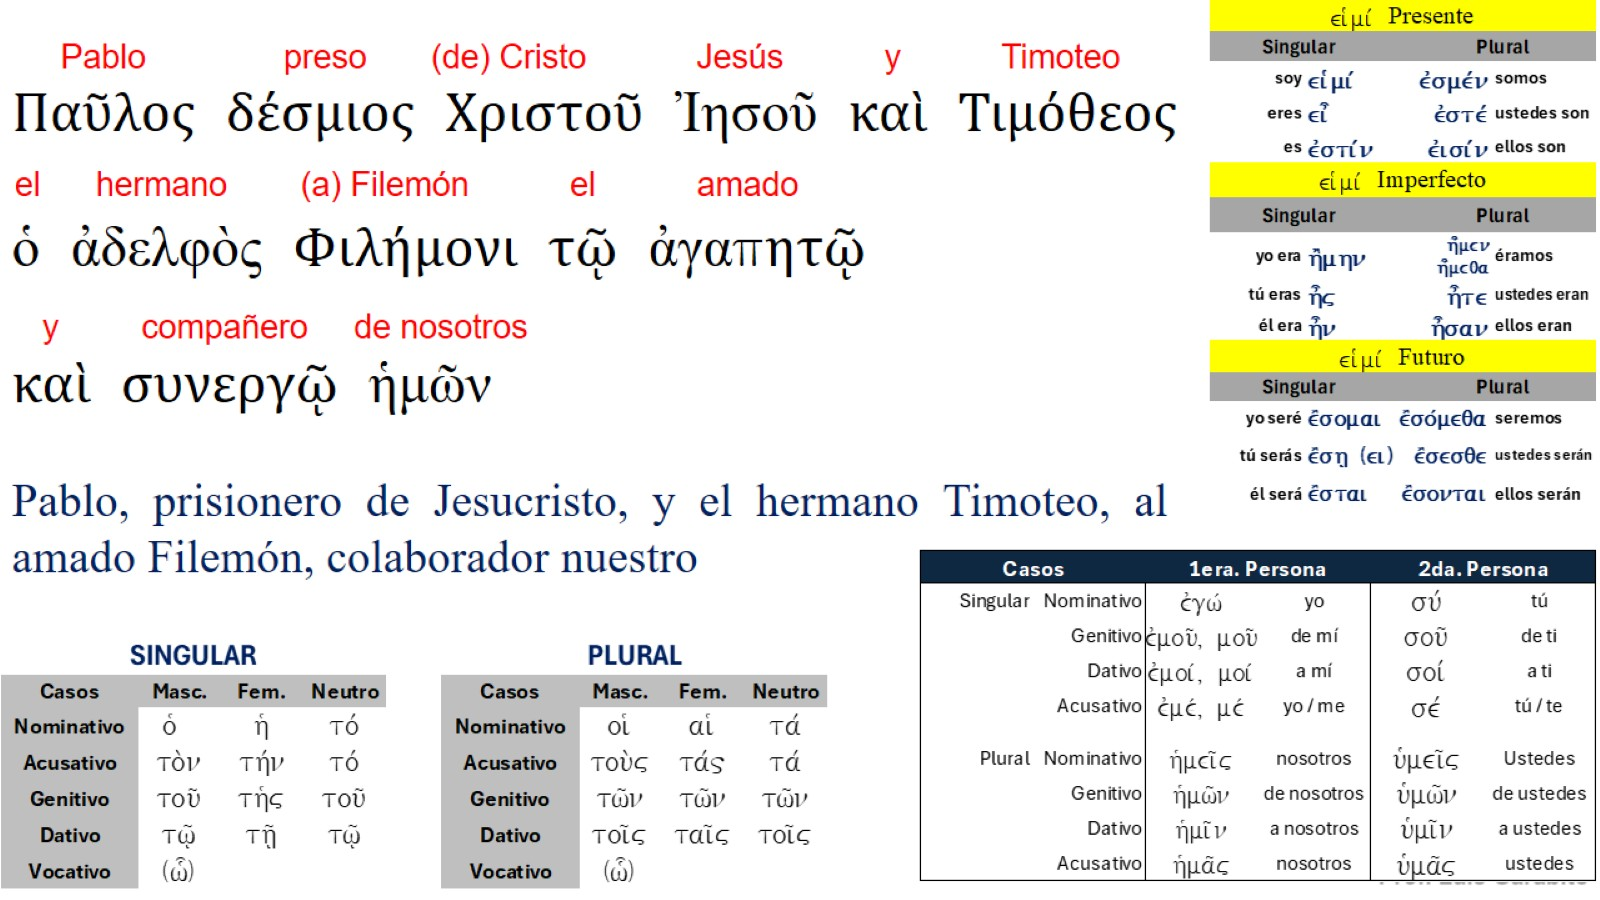 Pablo preso (de) Cristo Jesús y Timoteo
Παῦλος δέσμιος Χριστοῦ Ἰησοῦ καὶ Τιμόθεος
el hermano (a) Filemón el amado
ὁ ἀδελφὸς Φιλήμονι τῷ ἀγαπητῷ
y compañero de nosotros
καὶ συνεργῷ ἡμῶν
Pablo, prisionero de Jesucristo, y el hermano Timoteo, al
amado Filemón, colaborador nuestro
εἰμί Presente
Singular Plural
soy εἰμί ἐσμέν somos
eres εἶ ἐστέ ustedes son
es ἐστίν ἐισίν ellos son
εἰμί Imperfecto
Singular Plural
yo era ἤμην ἦμεν ἤμεθα éramos
tú eras ἦς ἦτε ustedes eran
él era ἦν ἦσαν ellos eran
εἰμί Futuro
Singular Plural
yo seré ἔσομαι ἐσόμεθα seremos
tú serás ἔσῃ (ει) ἔσεσθε ustedes serán
él será ἔσται ἔσονται ellos serán
SINGULAR
Casos Masc. Fem. Neutro
Nominativo ὁ ἡ τό
Acusativo τὸν τήν τό
Genitivo τοῦ τῆς τοῦ
Dativo τῷ τῇ τῷ
Vocativo (ὦ)
PLURAL
Casos Masc. Fem. Neutro
Nominativo οἱ αἱ τά
Acusativo τοὺς τάς τά
Genitivo τῶν τῶν τῶν
Dativo τοῖς ταῖς τοῖς
Vocativo (ὦ)
Casos 1era. Persona 2da. Persona
Singular Nominativo ἐγώ yo σύ tú
Genitivo ἐμοῦ, μοῦ de mí σοῦ de ti
Dativo ἐμοί, μοί a mí σοί a ti
Acusativo ἐμέ, μέ yo / me σέ tú / te
Plural Nominativo ἡμεῖς nosotros ὑμεῖς Ustedes
Genitivo ἡμῶν de nosotros ὑμῶν de ustedes
Dativo ἡμῖν a nosotros ὑμῖν a ustedes
Acusativo ἡμᾶς nosotros ὑμᾶς ustedes